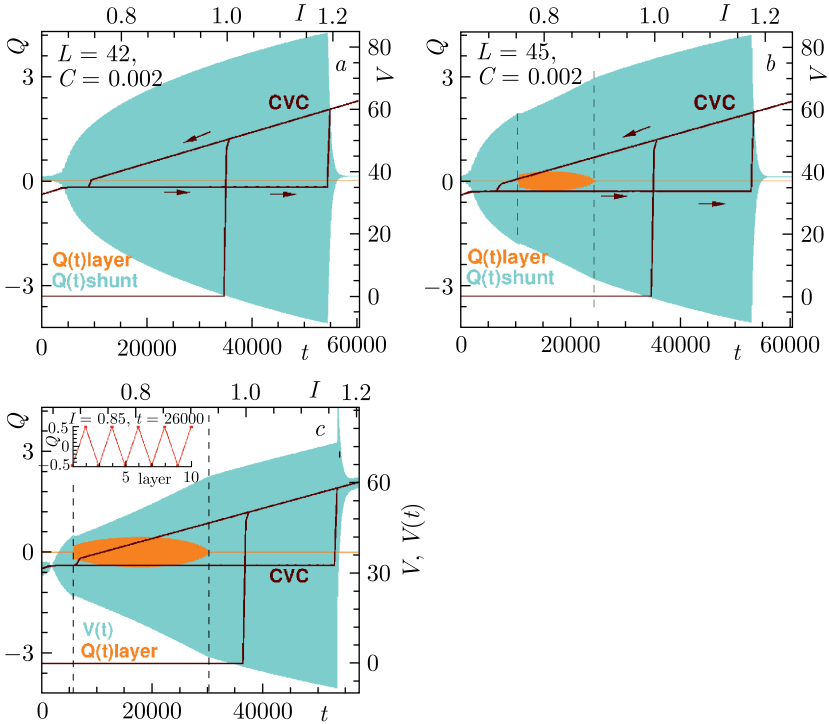 0.8 1.0 I 1.2
Q
L = 42,
C = 0.002
a
80
V
3
CVC
60
0
40
20
Q(t)layer
Q(t)shunt
−3
0
0 20000 40000 t 60000
0.8 1.0 I 1.2
Q
L = 45,
C = 0.002
b
80
V
3
CVC
60
0
40
20
Q(t)layer
Q(t)shunt
−3
0
0 20000 40000 t 60000
0.8 1.0 I 1.2
Q
I = 0.85, t = 26000
c
0.5
Q
0
−0.5
5 layer 10
3
60
V, V(t)
0
CVC
30
V(t)
Q(t)layer
−3
0
0 20000 t 40000